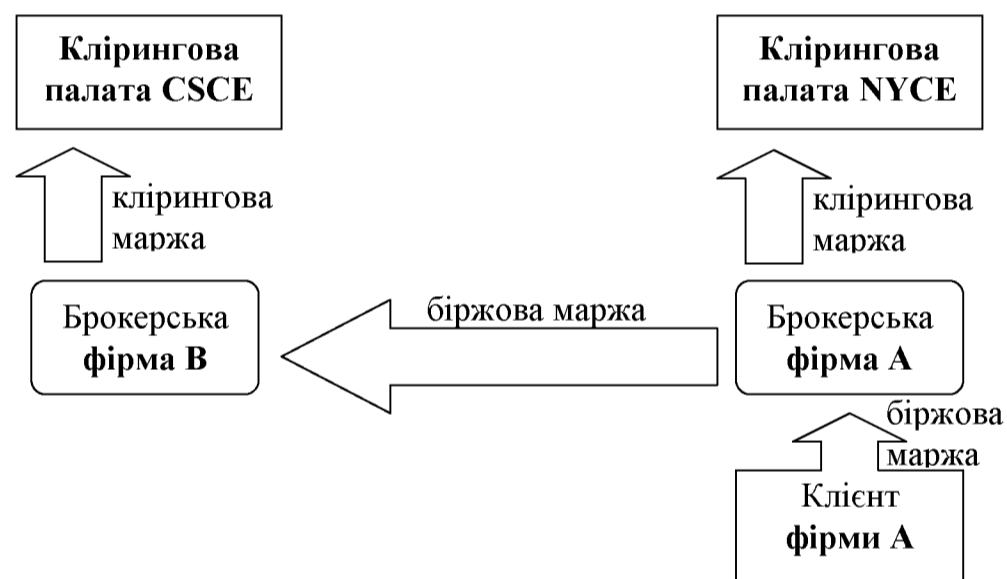 Клірингова
палата CSCE
Клірингова
палата NYCE
клірингова
маржа
клірингова
маржа
Брокерська
фірма В
біржова маржа
Брокерська
фірма А
біржова
маржа
Клієнт
фірми А